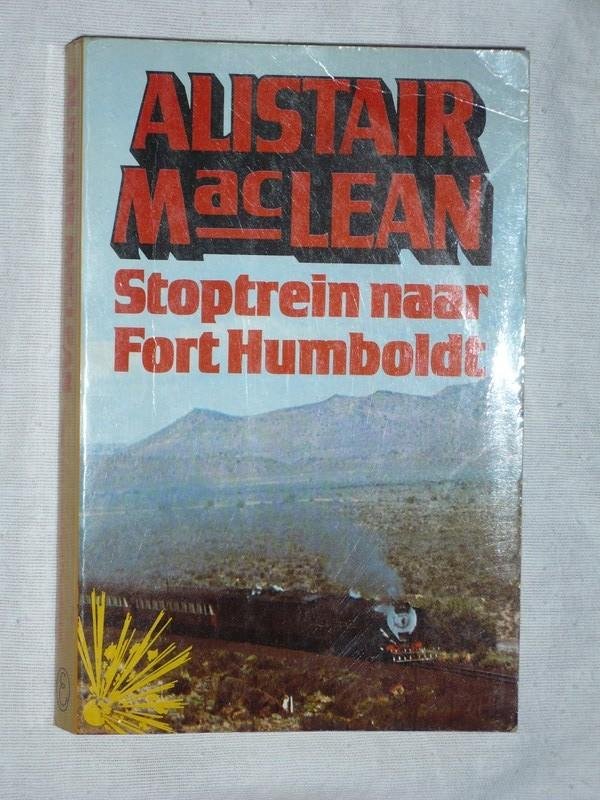 ALISTAIR
MacLEAN
Stoptrein naar
Fort Humboldt